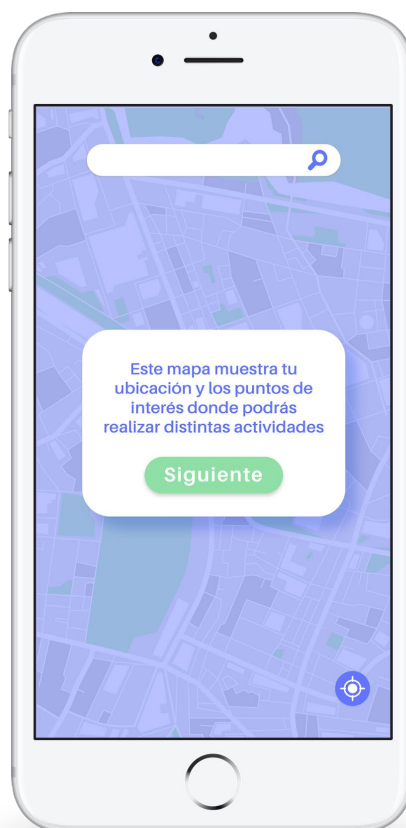 Este mapa muestra tu
ubicación y los puntos de
interés donde podrás
realizar distintas actividades
Siguiente